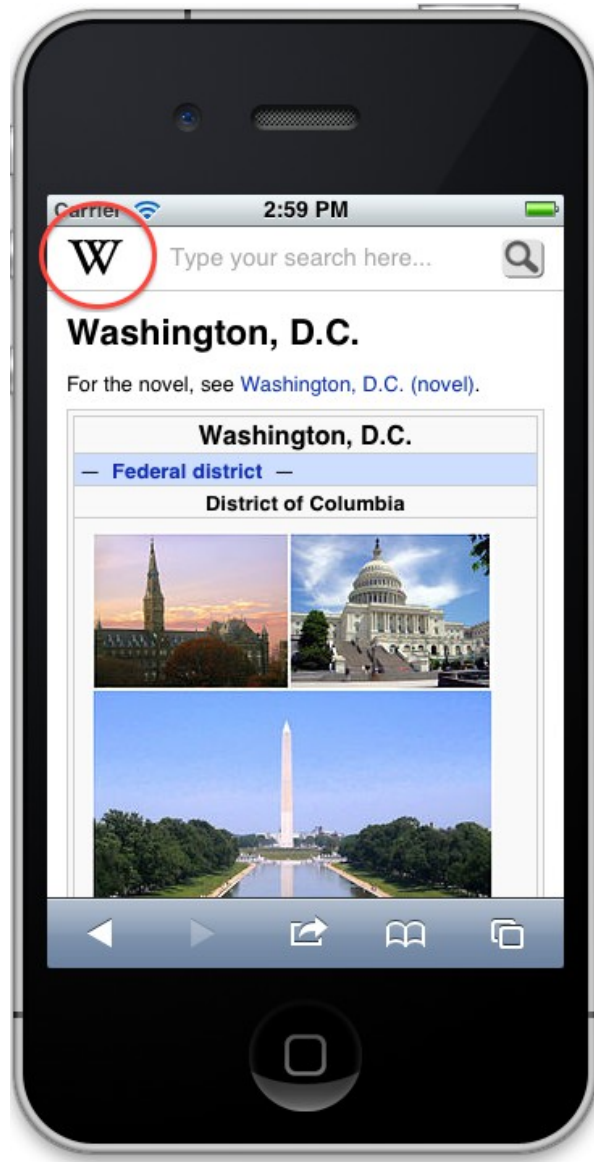 Carrier 2:59 PM
W Type your search here...
Washington, D.C.
For the novel, see Washington, D.C. (novel).
Washington, D.C.
— Federal district —
District of Columbia